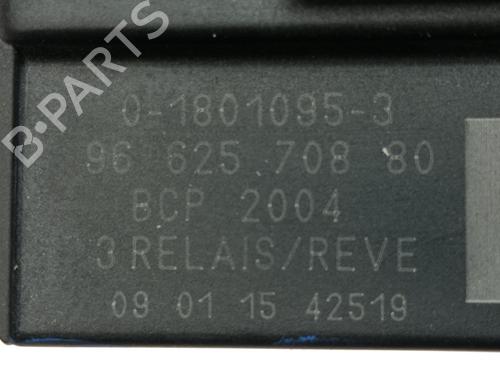 B-PARTS
0-1801095-3
96 625 708 80
BCP 2004
3 RELAIS/REVE
09 01 15 42519